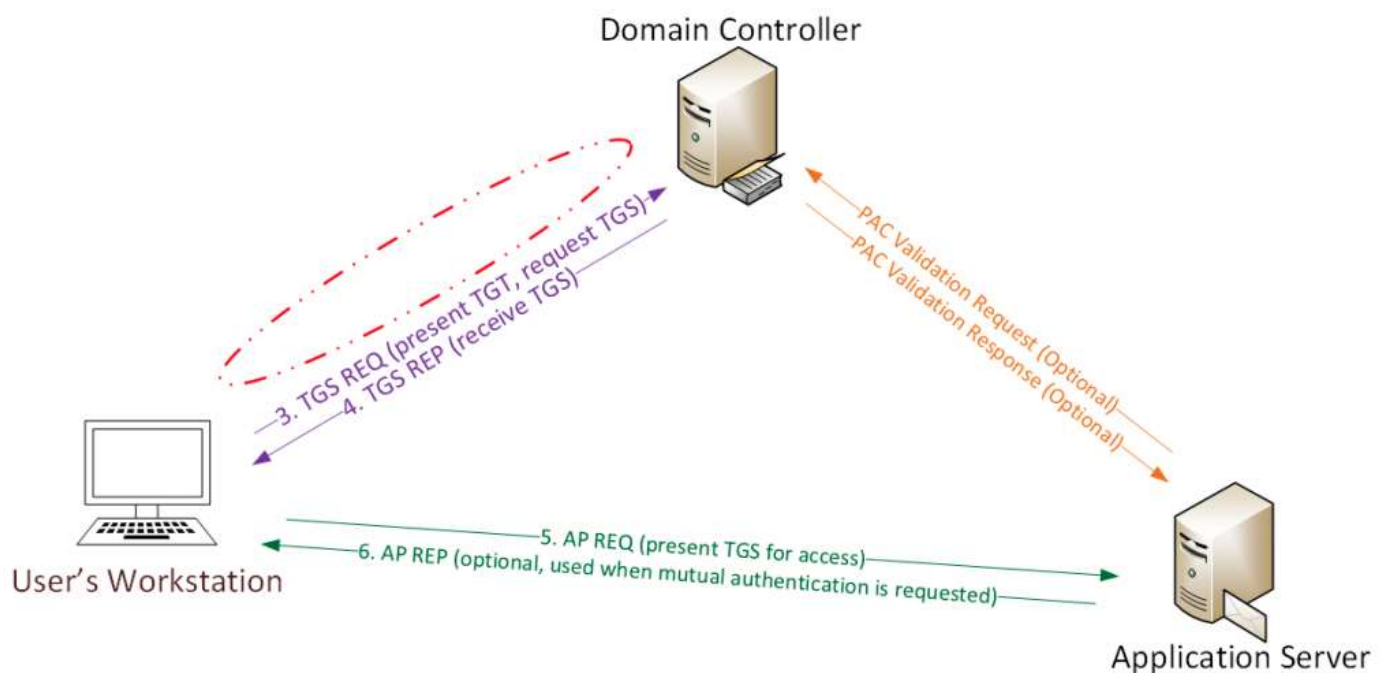 Domain Controller
3. TGS REQ (present TGT, request TGS)
4. TGS REP (receive TGS)
PAC Validation Request (Optional)
PAC Validation Response (Optional)
5. AP REQ (present TGS for access)
6. AP REP (optional, used when mutual authentication is requested)
User's Workstation
Application Server